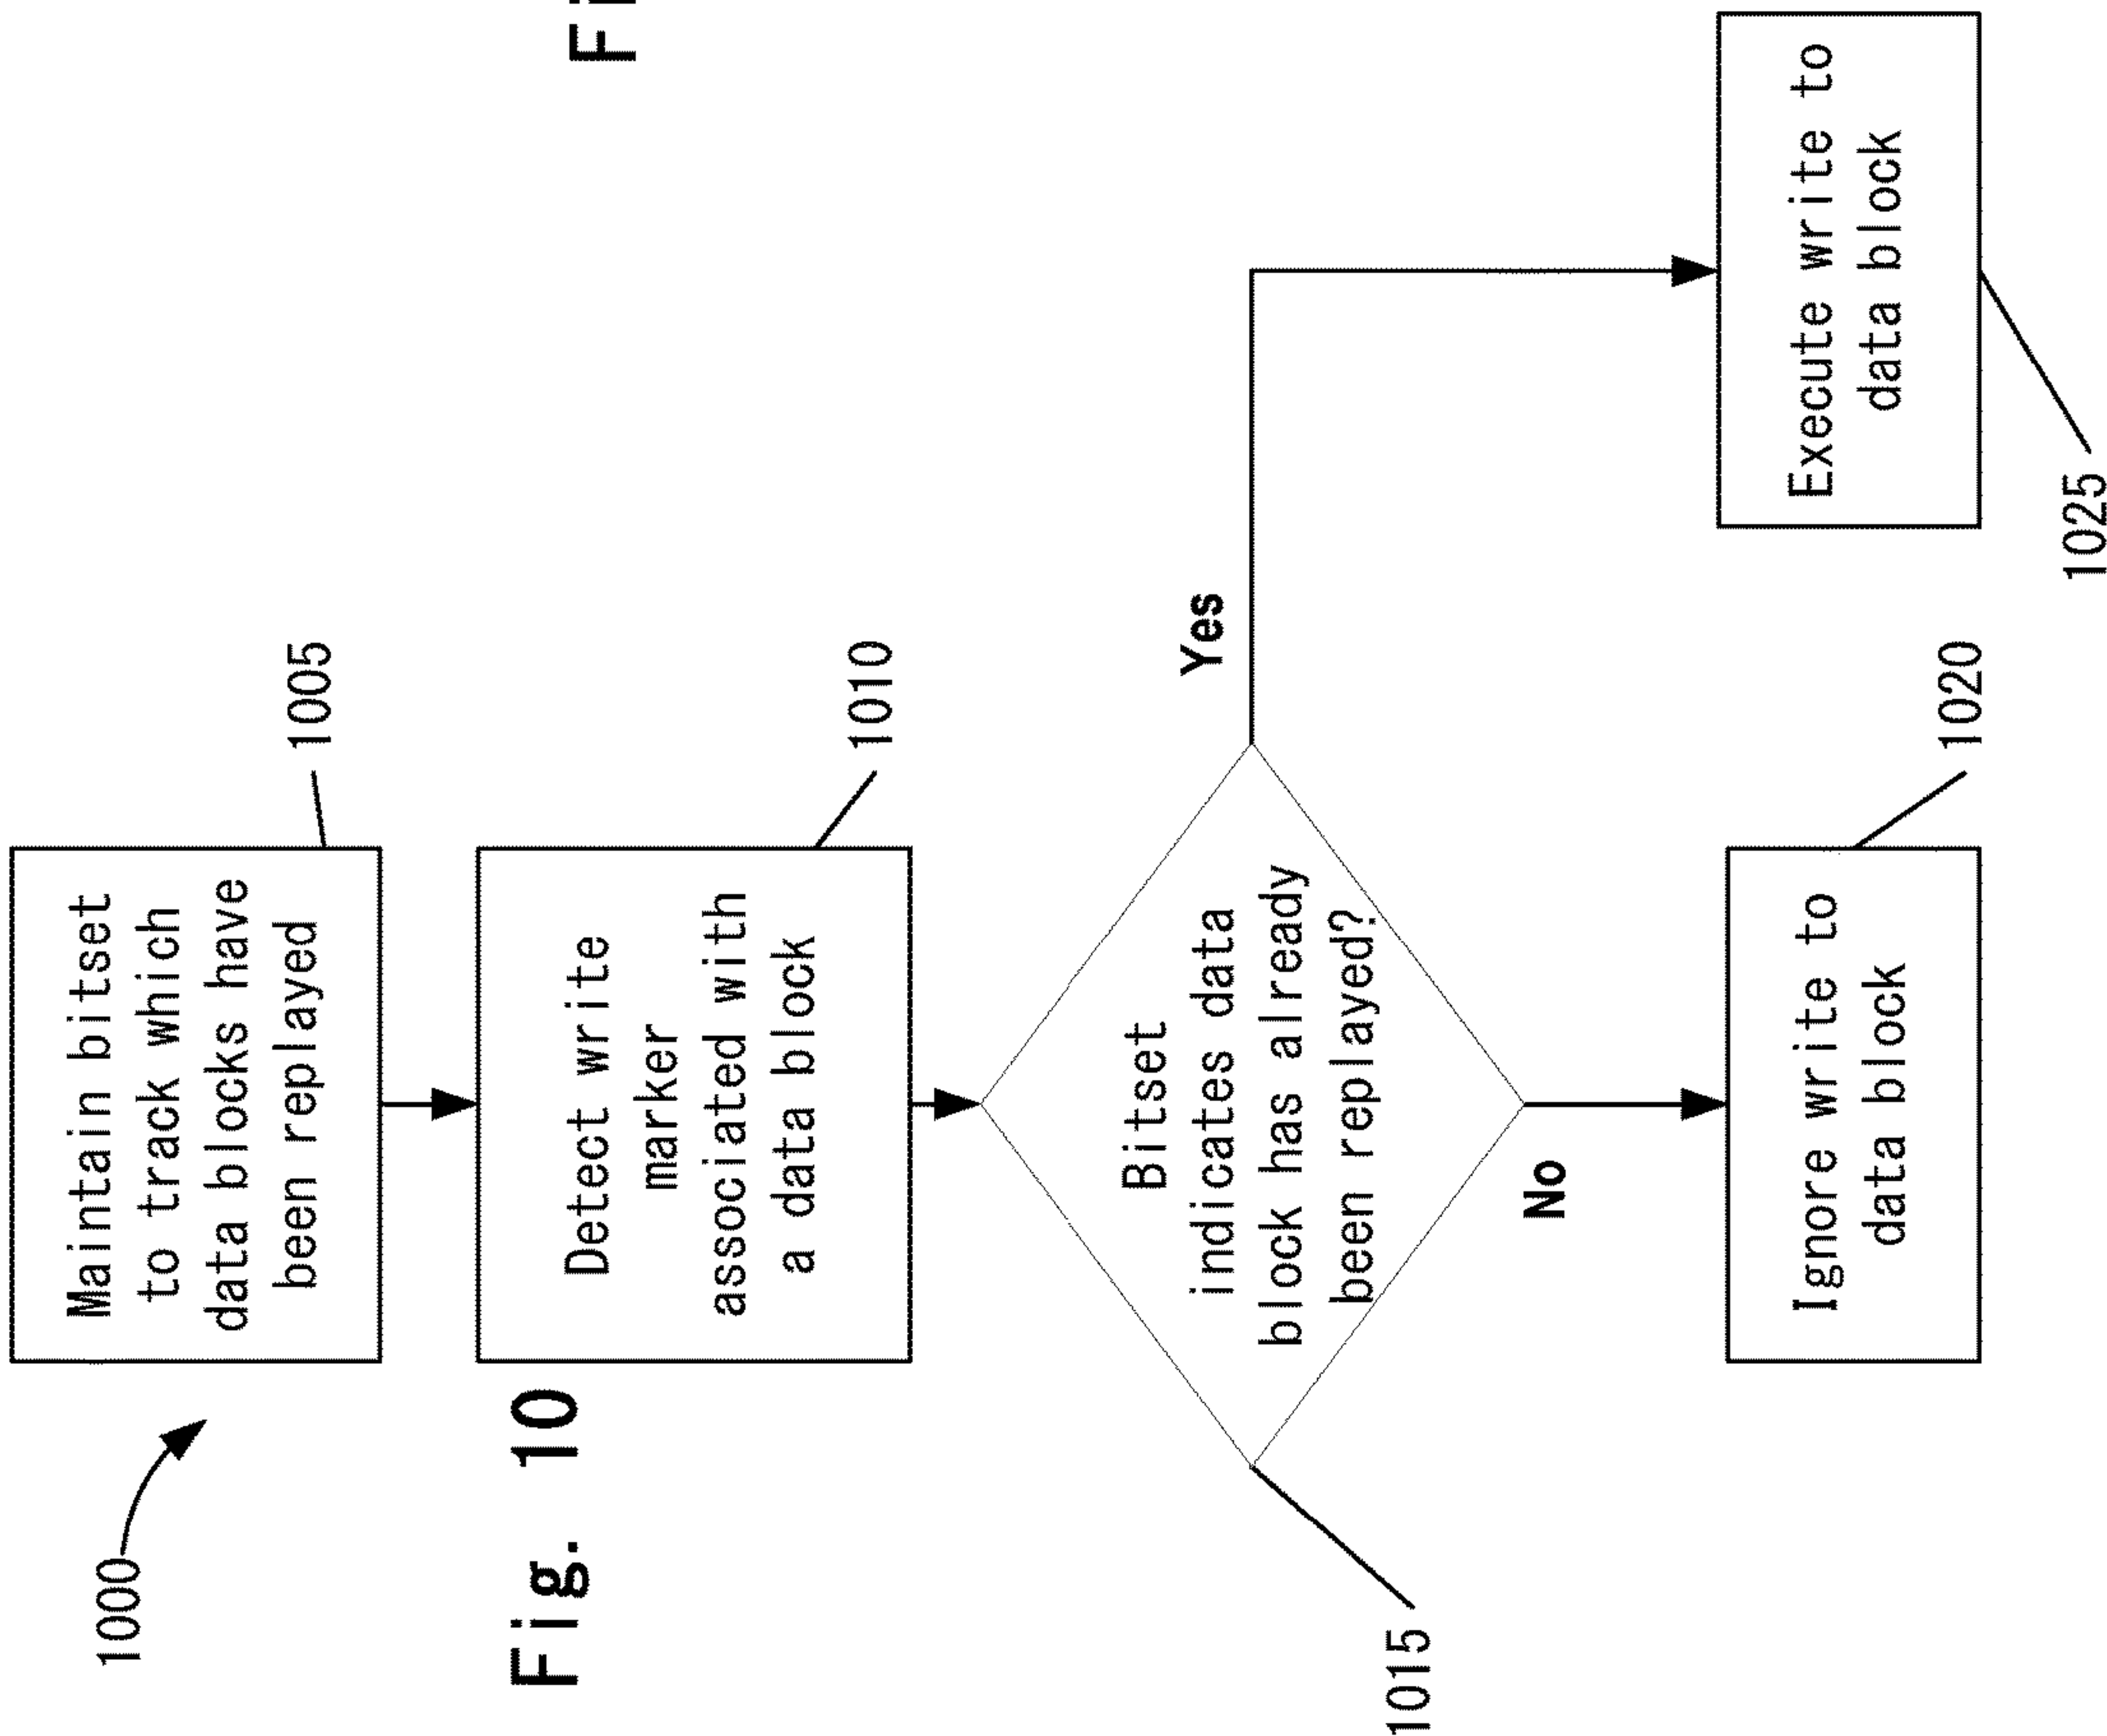 1000
Maintain bitset
to track which
data blocks have
been replayed
1005
Fig. 10
Detect write
marker
associated with
a data block
1010
Bitset
indicates data
block has already
been replayed?
1015
Yes
No
Ignore write to
data block
1020
Execute write to
data block
1025